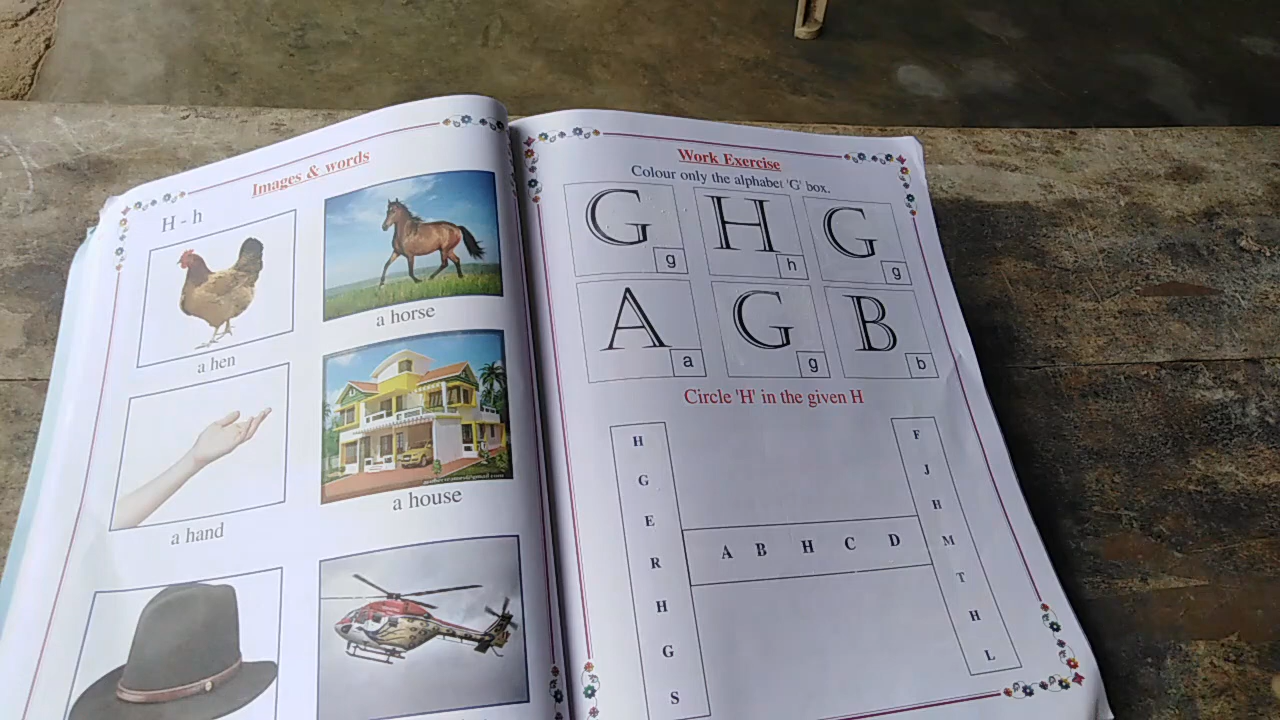 Images & words
H - h
a hen
a horse
a hand
a house
Work Exercise
Colour only the alphabet 'G' box.
G g H h G g
A a G g B b
Circle 'H' in the given H
H
G
E
R
H
G
S
A B H C D
F
J
H
M
T
H
L